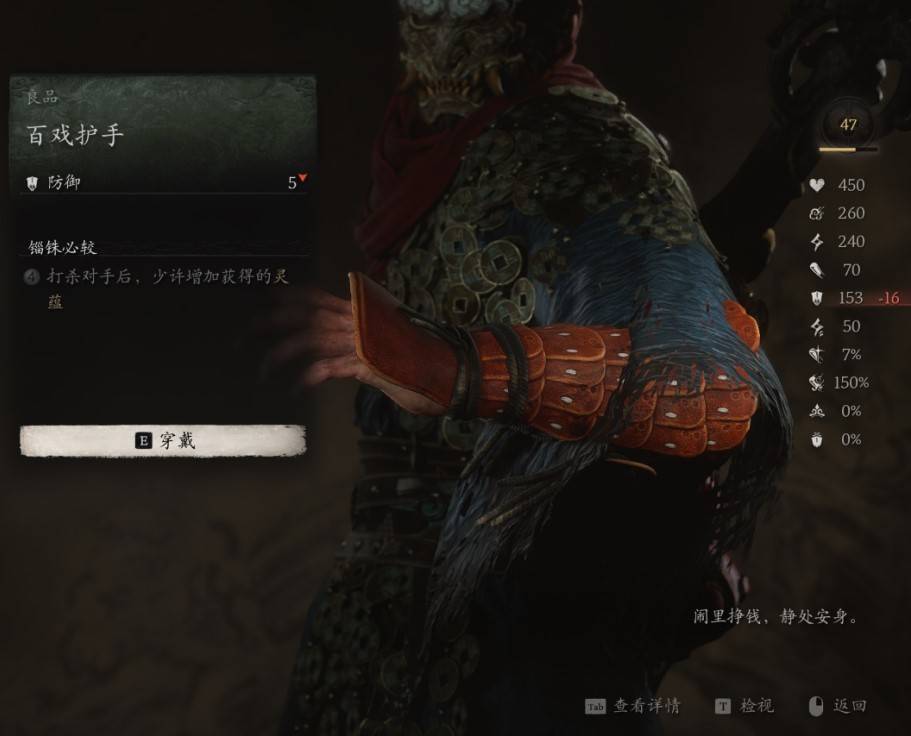 良品
百戏护手
防御 5
锱铢必较
4 打杀对手后，少许增加获得的灵
蕴
E 穿戴
47
450
260
240
70
153 -16
50
7%
150%
0%
0%
闹里挣钱，静处安身。
Tab 查看详情 T 检视 返回